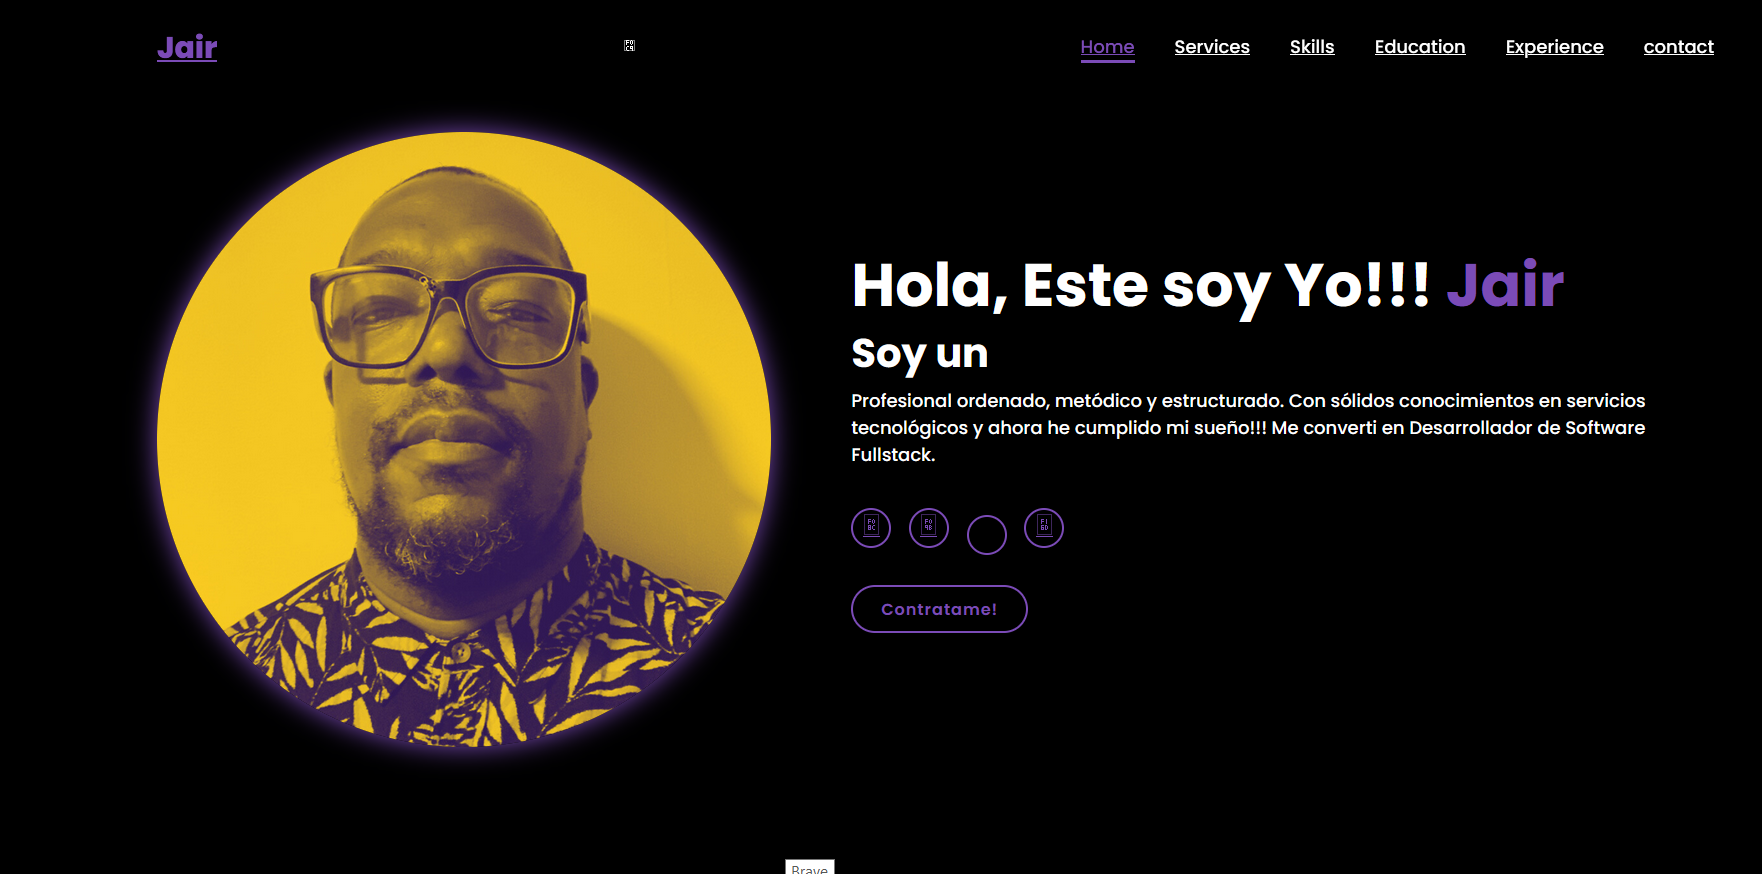 Jair
Home Services Skills Education Experience contact
Hola, Este soy Yo!!! Jair
Soy un
Profesional ordenado, metódico y estructurado. Con sólidos conocimientos en servicios
tecnológicos y ahora he cumplido mi sueño!!! Me converti en Desarrollador de Software
Fullstack.
Contratame!
Brave